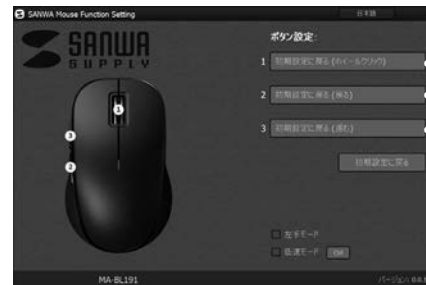 SANWA Mouse Function Setting
日本語
SANWA
SUPPLY
ボタン設定:
1 初期設定に戻る (ホイールクリック)
2 初期設定に戻る (戻る)
3 初期設定に戻る (進む)
1
3
2
初期設定に戻る
左手モード
低速モード
MA-BL191